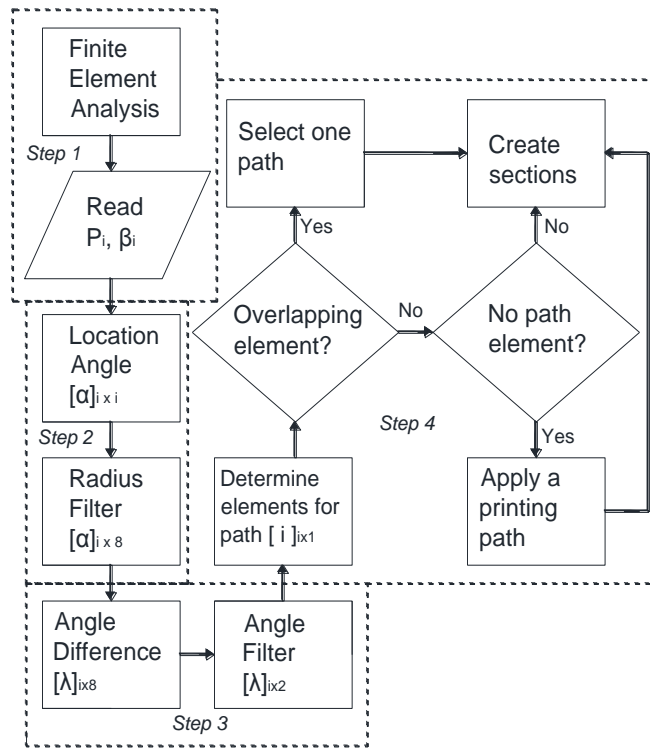 Finite
Element
Analysis
Step 1
Read
Pi, βi
Location
Angle
[α]i x i
Step 2
Radius
Filter
[α]i x 8
Angle
Difference
[λ]ix8
Angle
Filter
[λ]ix2
Step 3
Determine
elements for
path [ i ]ix1
Overlapping
element?
Yes
No
Select one
path
Create
sections
No
No path
element?
Step 4
Yes
Apply a
printing
path